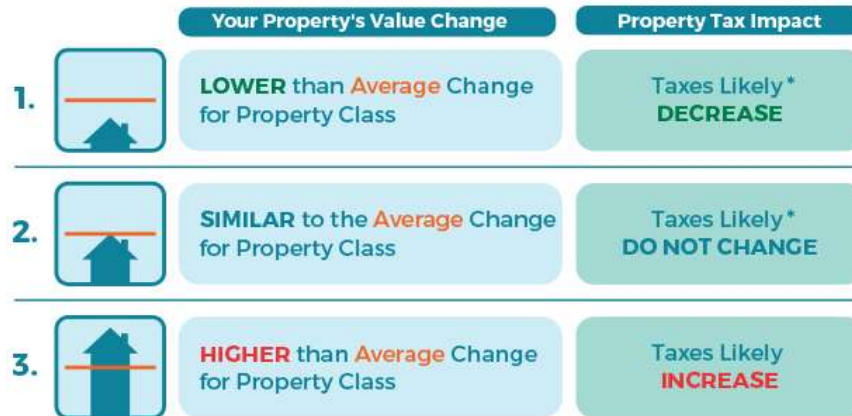 Your Property's Value Change
Property Tax Impact
1.
LOWER than Average Change
for Property Class
Taxes Likely*
DECREASE
2.
SIMILAR to the Average Change
for Property Class
Taxes Likely*
DO NOT CHANGE
3.
HIGHER than Average Change
for Property Class
Taxes Likely
INCREASE